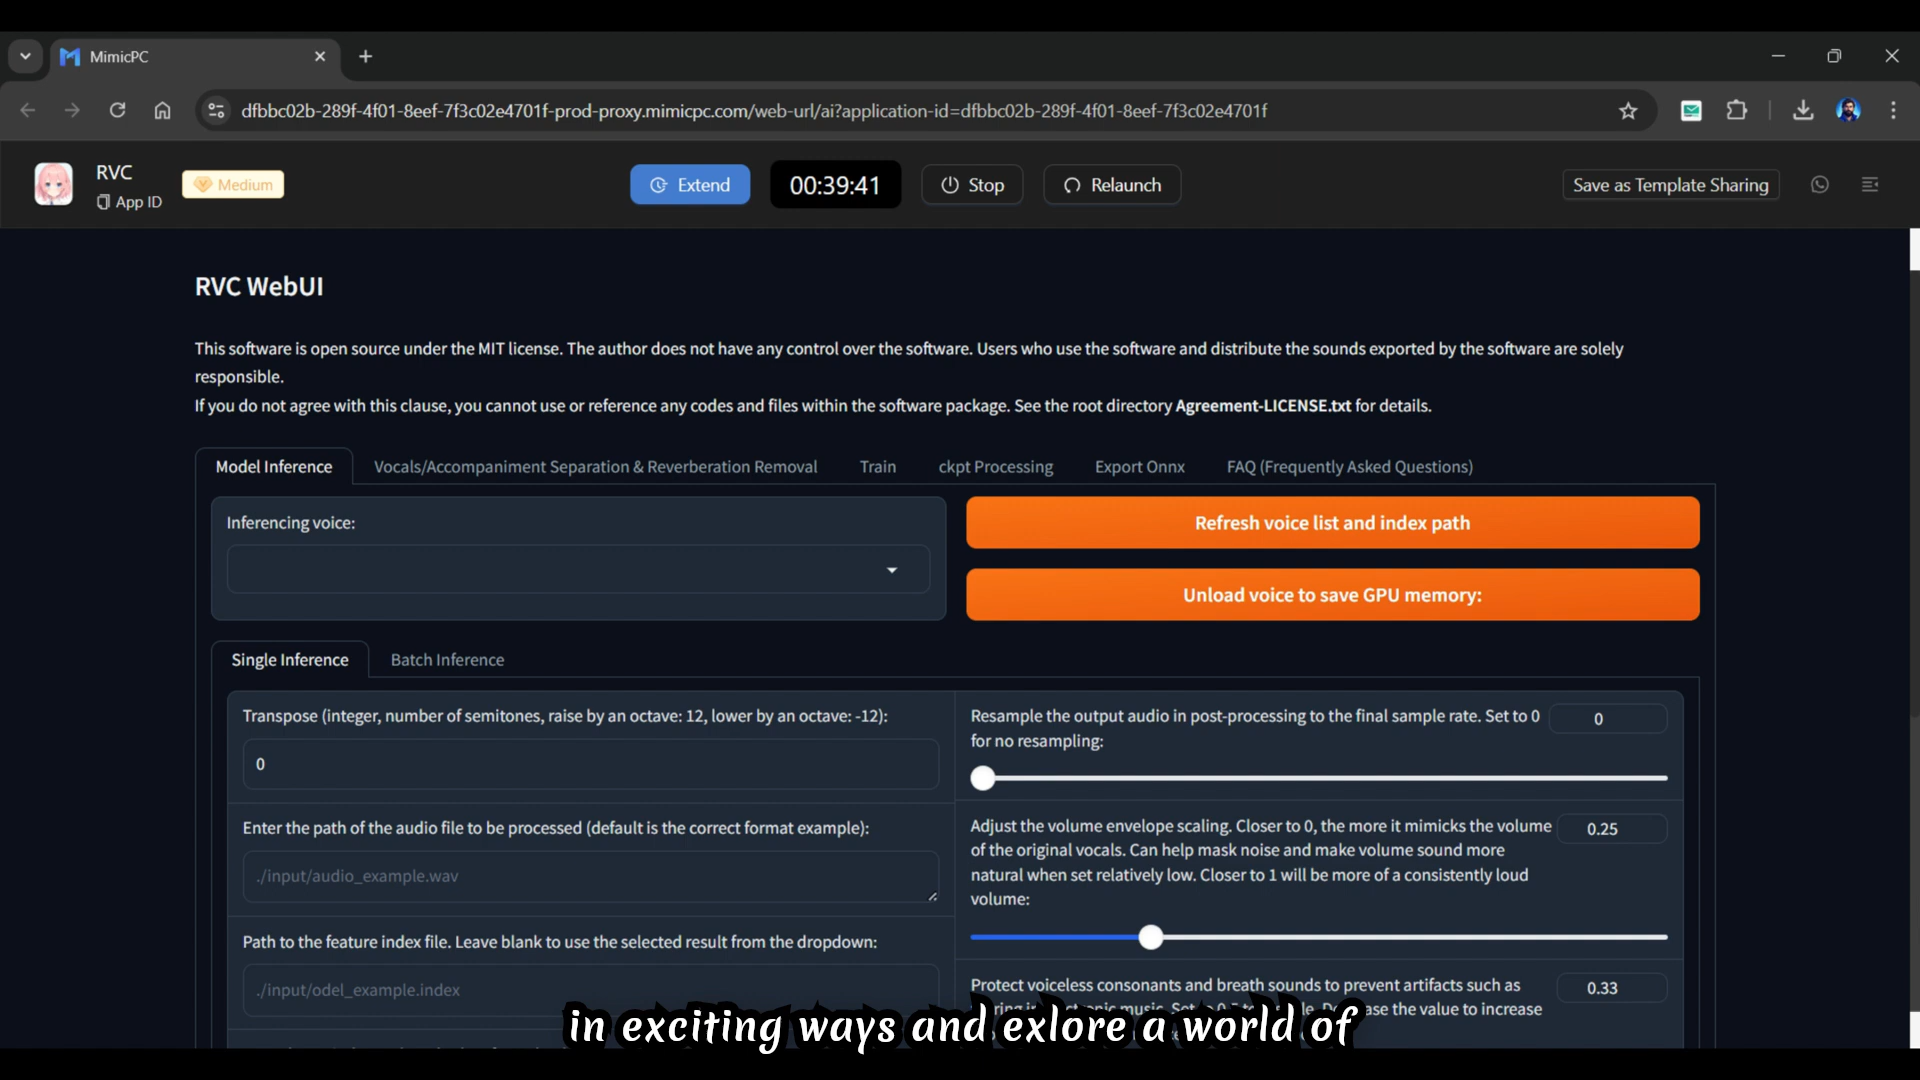 MimicPC
dfbbc02b-289f-4f01-8eef-7f3c02e4701f-prod-proxy.mimicpc.com/web-url/ai?application-id=dfbbc02b-289f-4f01-8eef-7f3c02e4701f
RVC
App ID
Medium
Extend
00:39:41
Stop
Relaunch
Save as Template Sharing
RVC WebUI
This software is open source under the MIT license. The author does not have any control over the software. Users who use the software and distribute the sounds exported by the software are solely
responsible.
If you do not agree with this clause, you cannot use or reference any codes and files within the software package. See the root directory Agreement-LICENSE.txt for details.
Model Inference
Vocals/Accompaniment Separation & Reverberation Removal
Train
ckpt Processing
Export Onnx
FAQ (Frequently Asked Questions)
Inferencing voice:
Refresh voice list and index path
Unload voice to save GPU memory:
Single Inference
Batch Inference
Transpose (integer, number of semitones, raise by an octave: 12, lower by an octave: -12):
0
Enter the path of the audio file to be processed (default is the correct format example):
./input/audio_example.wav
Path to the feature index file. Leave blank to use the selected result from the dropdown:
./input/odel_example.index
Resample the output audio in post-processing to the final sample rate. Set to 0
for no resampling:
0
Adjust the volume envelope scaling. Closer to 0, the more it mimicks the volume
of the original vocals. Can help mask noise and make volume sound more
natural when set relatively low. Closer to 1 will be more of a consistently loud
volume:
0.25
Protect voiceless consonants and breath sounds to prevent artifacts such as
the value to increase
0.33
in exciting ways and exlore a world of